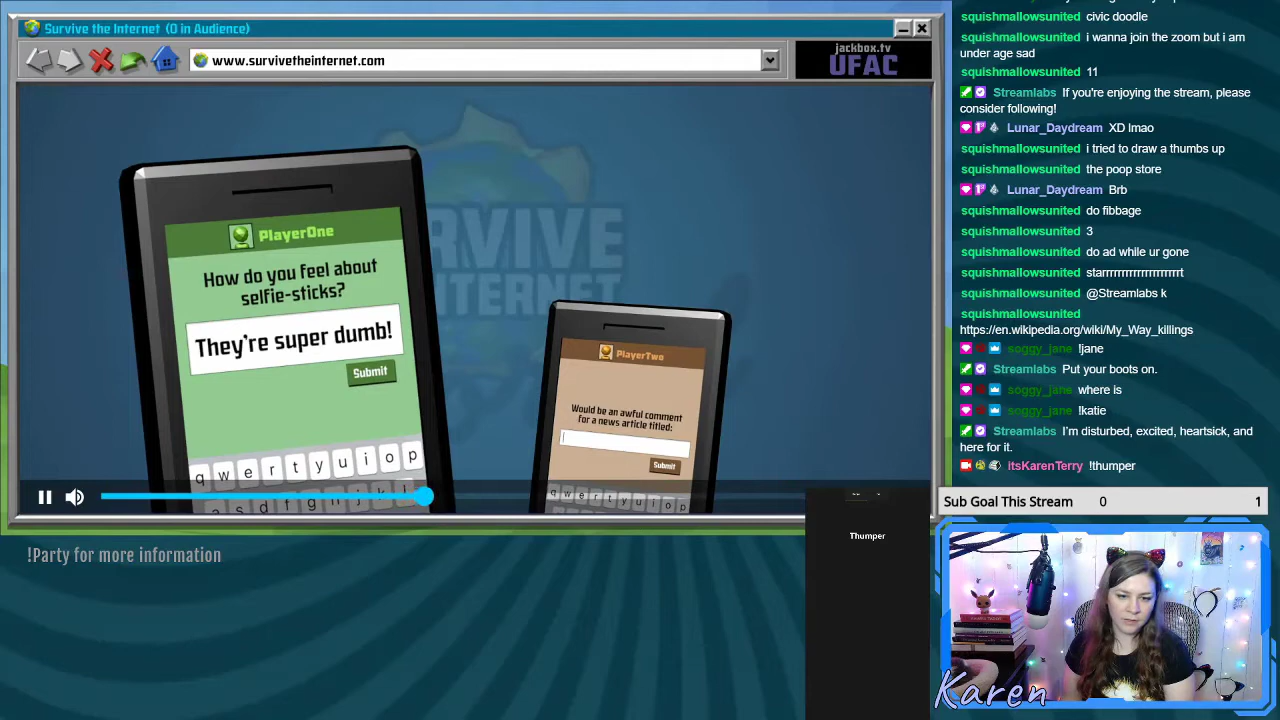 Survive the Internet (0 in Audience)
www.survivetheinternet.com
jackbox.tv
UFAC
PlayerOne
How do you feel about
selfie-sticks?
They're super dumb!
Submit
q w e r t y u i o p
PlayerTwo
Would be an awful comment
for a news article titled:
Submit
q w e r t y u i o p
!Party for more information
Thumper
squishmallowsunited civic doodle
squishmallowsunited i wanna join the zoom but i am
under age sad
squishmallowsunited 11
Streamlabs If you're enjoying the stream, please
consider following!
Lunar_Daydream XD lmao
squishmallowsunited i tried to draw a thumbs up
squishmallowsunited the poop store
Lunar_Daydream Brb
squishmallowsunited do fibbage
squishmallowsunited 3
squishmallowsunited do ad while ur gone
squishmallowsunited starrrrrrrrrrrrrrrrrrt
squishmallowsunited @Streamlabs k
squishmallowsunited
https://en.wikipedia.org/wiki/My_Way_killings
soggy_jane !jane
Streamlabs Put your boots on.
soggy_jane where is
soggy_jane !katie
Streamlabs I'm disturbed, excited, heartsick, and
here for it.
ItsKarenTerry !thumper
Sub Goal This Stream 0 1
Karen